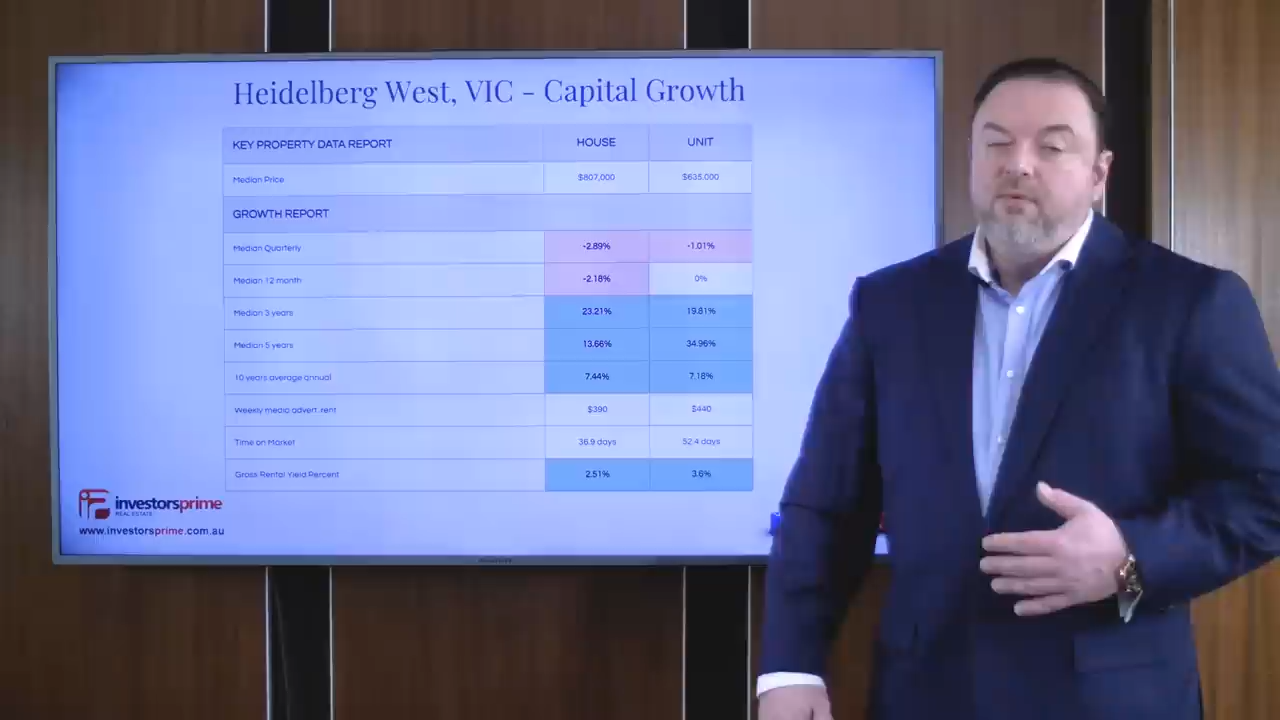 Heidelberg West, VIC - Capital Growth
KEY PROPERTY DATA REPORT HOUSE UNIT
Median Price $807,000 $635,000
GROWTH REPORT
Median Quarterly -2.89% -1.01%
Median 12 month -2.18% 0%
Median 3 years 23.21% 19.81%
Median 5 years 13.66% 34.96%
10 years average annual 7.44% 7.18%
Weekly media advert .rent $390 $440
Time on Market 36.9 days 52.4 days
Gross Rental Yield Percent 2.51% 3.6%
investorsprime
REAL ESTATE
www.investorsprime.com.au